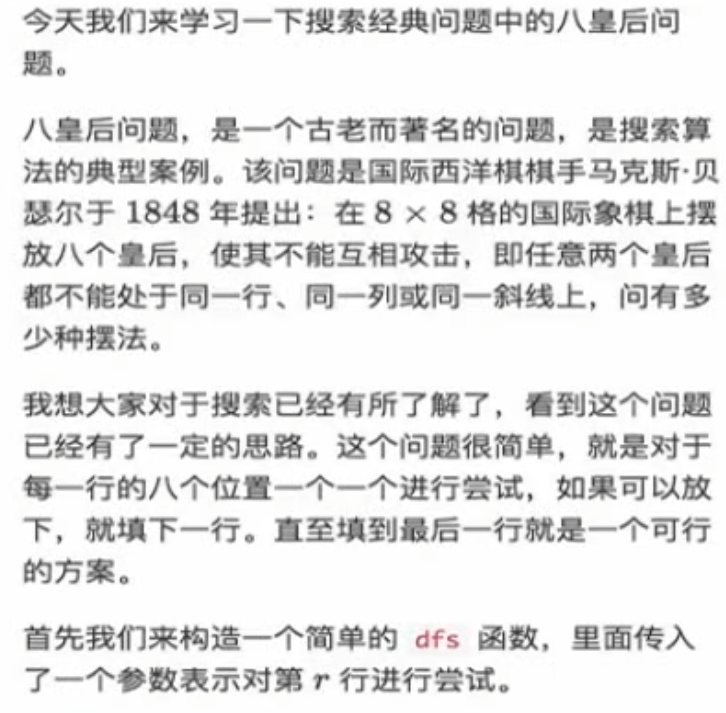 今天我们来学习一下搜索经典问题中的八皇后问
题。
八皇后问题，是一个古老而著名的问题，是搜索算
法的典型案例。该问题是国际西洋棋棋手马克斯·贝
瑟尔于 1848 年提出：在 8 × 8 格的国际象棋上摆
放八个皇后，使其不能互相攻击，即任意两个皇后
都不能处于同一行、同一列或同一斜线上，问有多
少种摆法。
我想大家对于搜索已经有所了解了，看到这个问题
已经有了一定的思路。这个问题很简单，就是对于
每一行的八个位置一个一个进行尝试，如果可以放
下，就填下一行。直至填到最后一行就是一个可行
的方案。
首先我们来构造一个简单的 dfs 函数，里面传入
了一个参数表示对第 r 行进行尝试。